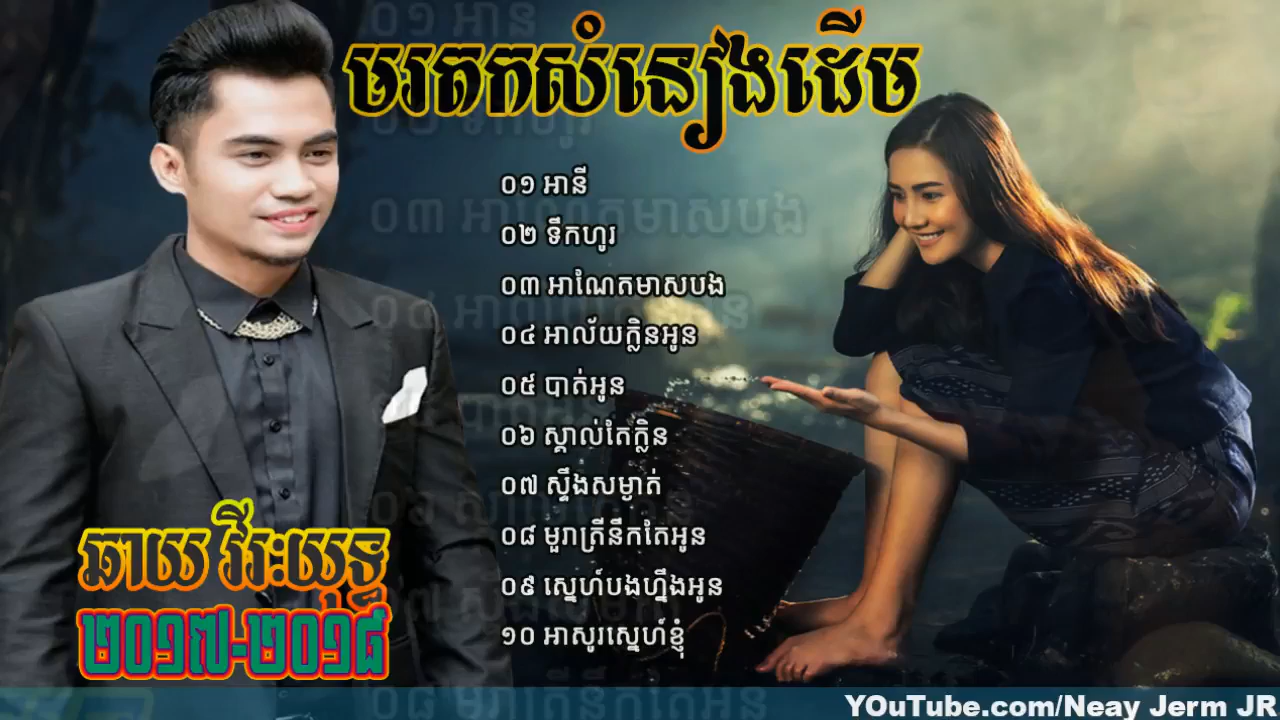 មរតកសំនៀងដើម
០១ អានី
០២ ទឹកហូរ
០៣ អាណែតមាសបង
០៤ អាល័យក្លិនអូន
០៥ បាត់អូន
០៦ ស្គាល់តែក្លិន
០៧ ស្ទឹងសម្ងាត់
០៨ មួរាត្រីនឹកតែអូន
០៩ ស្នេហ៍បងហ្នឹងអូន
១០ អាសូរស្នេហ៍ខ្ញុំ
ឆាយ វីរៈយុទ្ធ
២០១៧-២០១៨
YOuTube.com/Neay Jerm JR